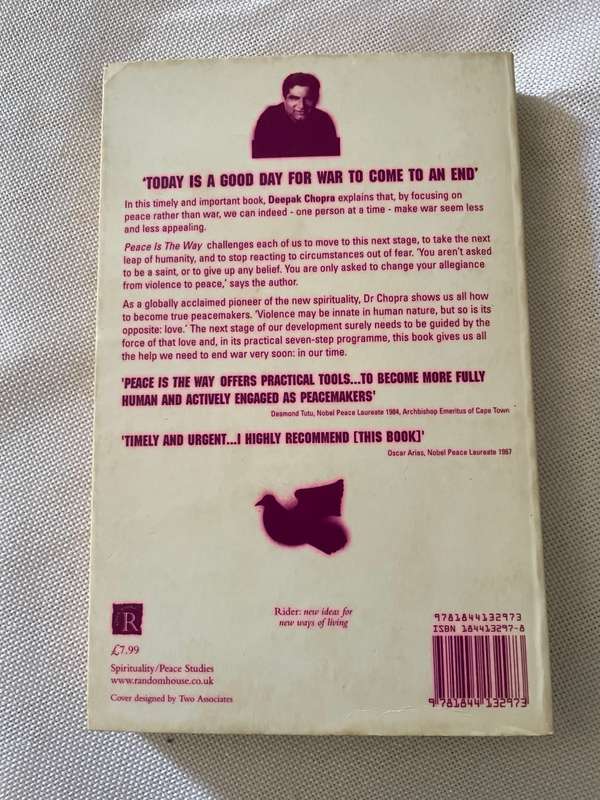 'TODAY IS A GOOD DAY FOR WAR TO COME TO AN END'
In this timely and important book, Deepak Chopra explains that, by focusing on
peace rather than war, we can indeed - one person at a time - make war seem less
and less appealing.
Peace Is The Way challenges each of us to move to this next stage, to take the next
leap of humanity, and to stop reacting to circumstances out of fear. 'You aren't asked
to be a saint, or to give up any belief. You are only asked to change your allegiance
from violence to peace,' says the author.
As a globally acclaimed pioneer of the new spirituality, Dr Chopra shows us all how
to become true peacemakers. 'Violence may be innate in human nature, but so is its
opposite: love.' The next stage of our development surely needs to be guided by the
force of that love and, in its practical seven-step programme, this book gives us all
the help we need to end war very soon: in our time.
'PEACE IS THE WAY OFFERS PRACTICAL TOOLS...TO BECOME MORE FULLY
HUMAN AND ACTIVELY ENGAGED AS PEACEMAKERS'
Desmond Tutu, Nobel Peace Laureate 1984, Archbishop Emeritus of Cape Town
'TIMELY AND URGENT...I HIGHLY RECOMMEND [THIS BOOK]'
Oscar Arias, Nobel Peace Laureate 1987
R
£7.99
Spirituality/Peace Studies
www.randomhouse.co.uk
Cover designed by Two Associates
Rider: new ideas for
new ways of living
9781844132973
ISBN 184413297-8
9 781844 132973